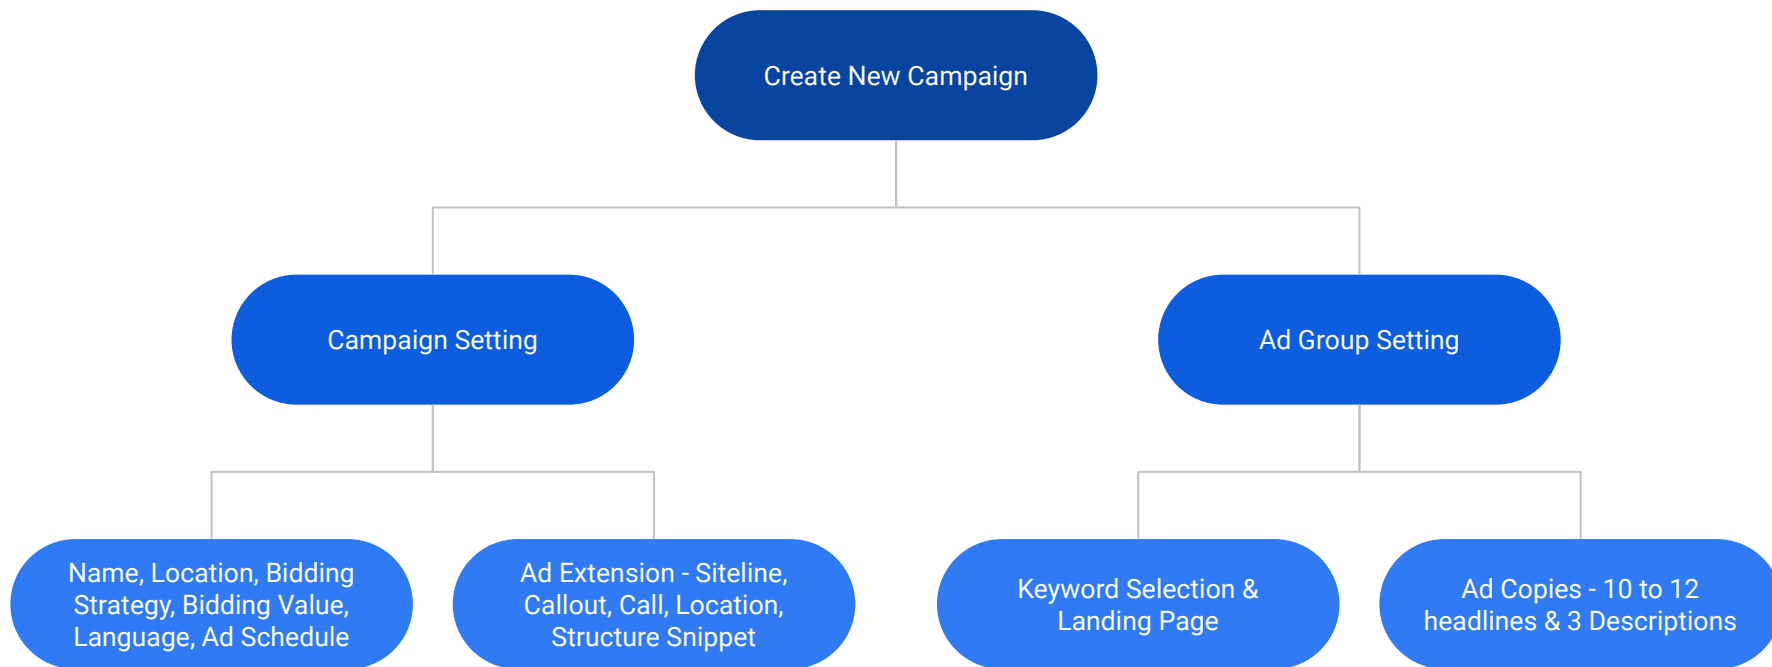 Create New Campaign
Campaign Setting
Ad Group Setting
Name, Location, Bidding
Strategy, Bidding Value,
Language, Ad Schedule
Ad Extension - Siteline,
Callout, Call, Location,
Structure Snippet
Keyword Selection &
Landing Page
Ad Copies - 10 to 12
headlines & 3 Descriptions